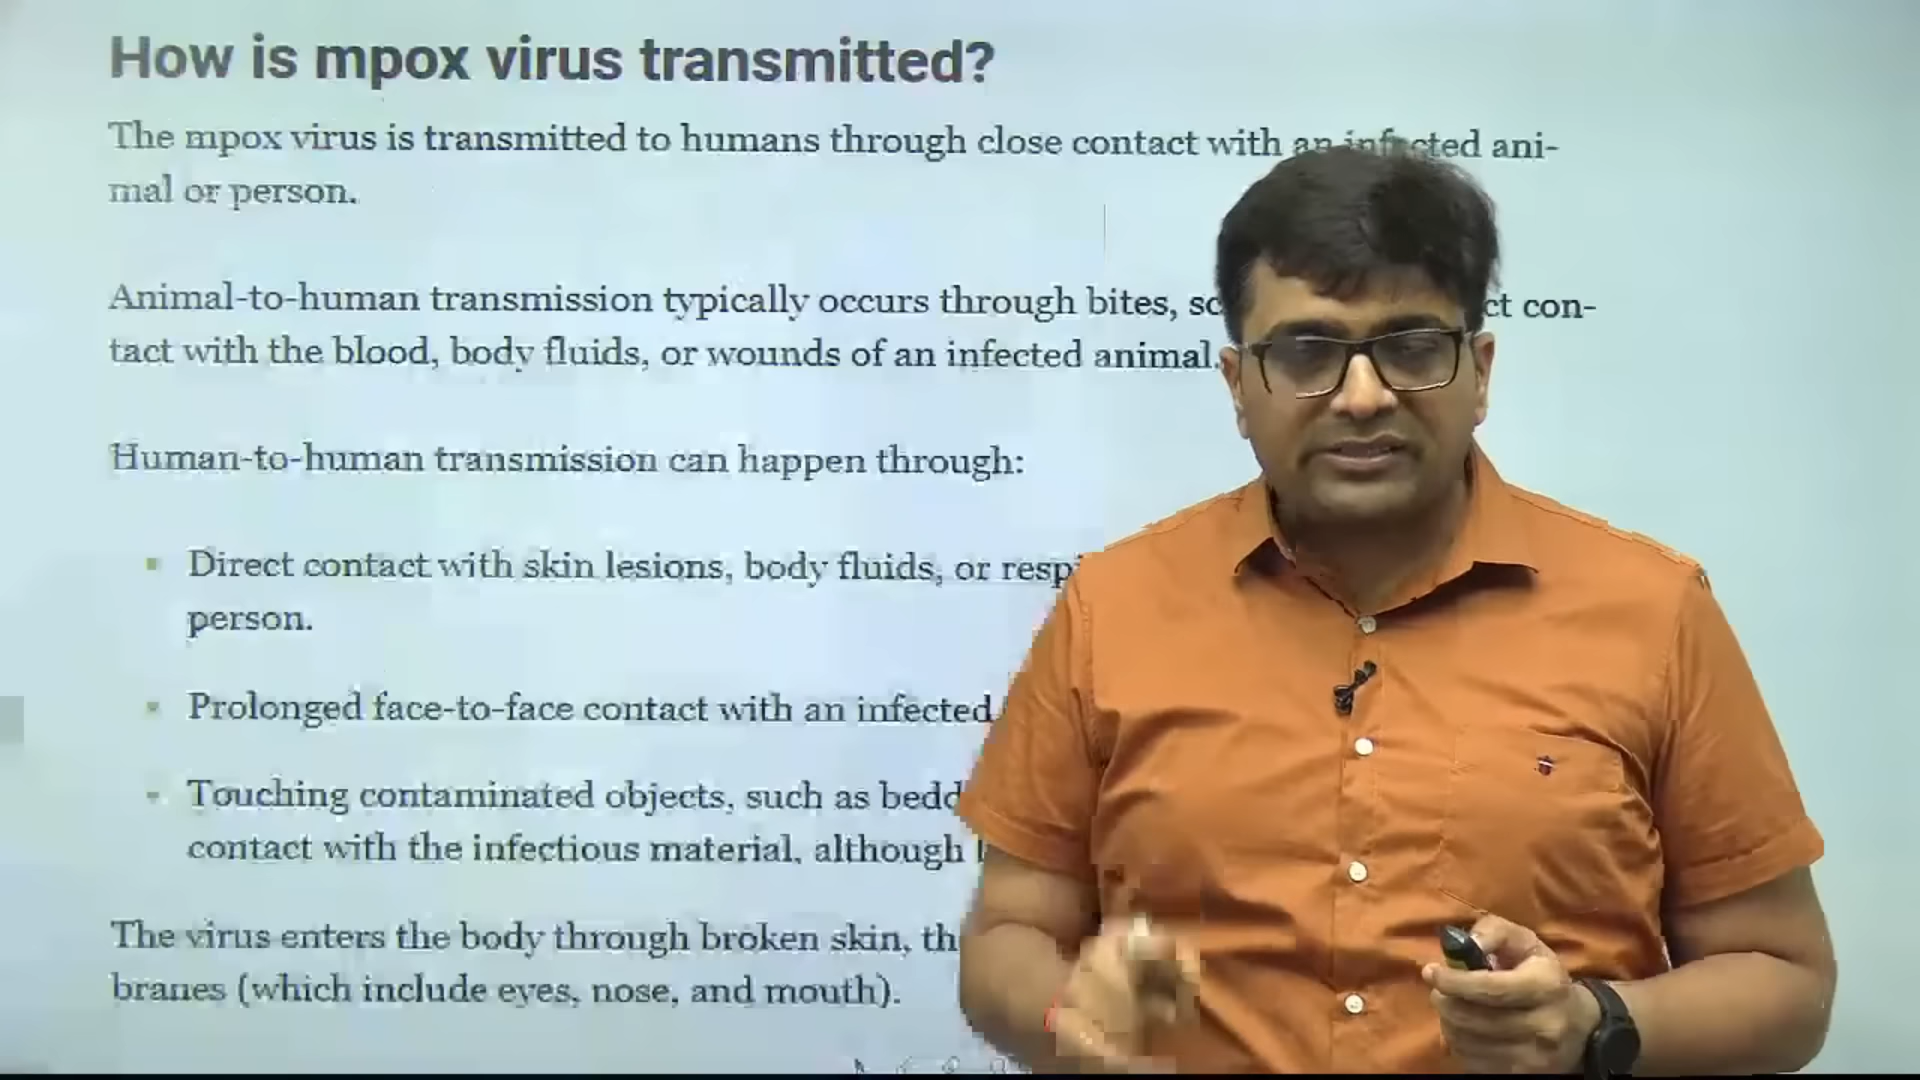 How is mpox virus transmitted?
The mpox virus is transmitted to humans through close contact with an infected ani-
mal or person.
Animal-to-human transmission typically occurs through bites, con-
tact with the blood, body fluids, or wounds of an infected animal.
Human-to-human transmission can happen through:
Direct contact with skin lesions, body fluids, or
person.
Prolonged face-to-face contact with an infected
Touching contaminated objects, such as
contact with the infectious material, although
The virus enters the body through broken skin,
branes (which include eyes, nose, and mouth).